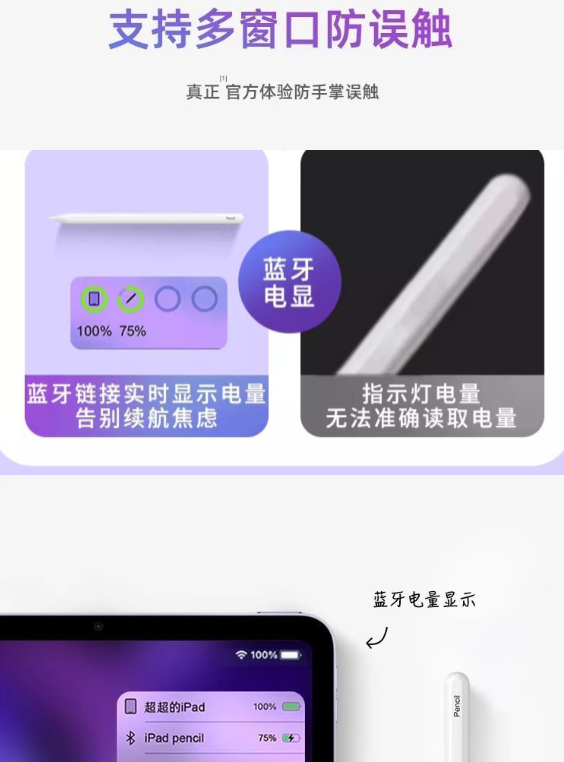 支持多窗口防误触
真正[1]官方体验防手掌误触
Pencil
蓝牙
电显
100% 75%
蓝牙链接实时显示电量
告别续航焦虑
指示灯电量
无法准确读取电量
蓝牙电量显示
100%
超超的iPad 100%
iPad pencil 75%
Pencil